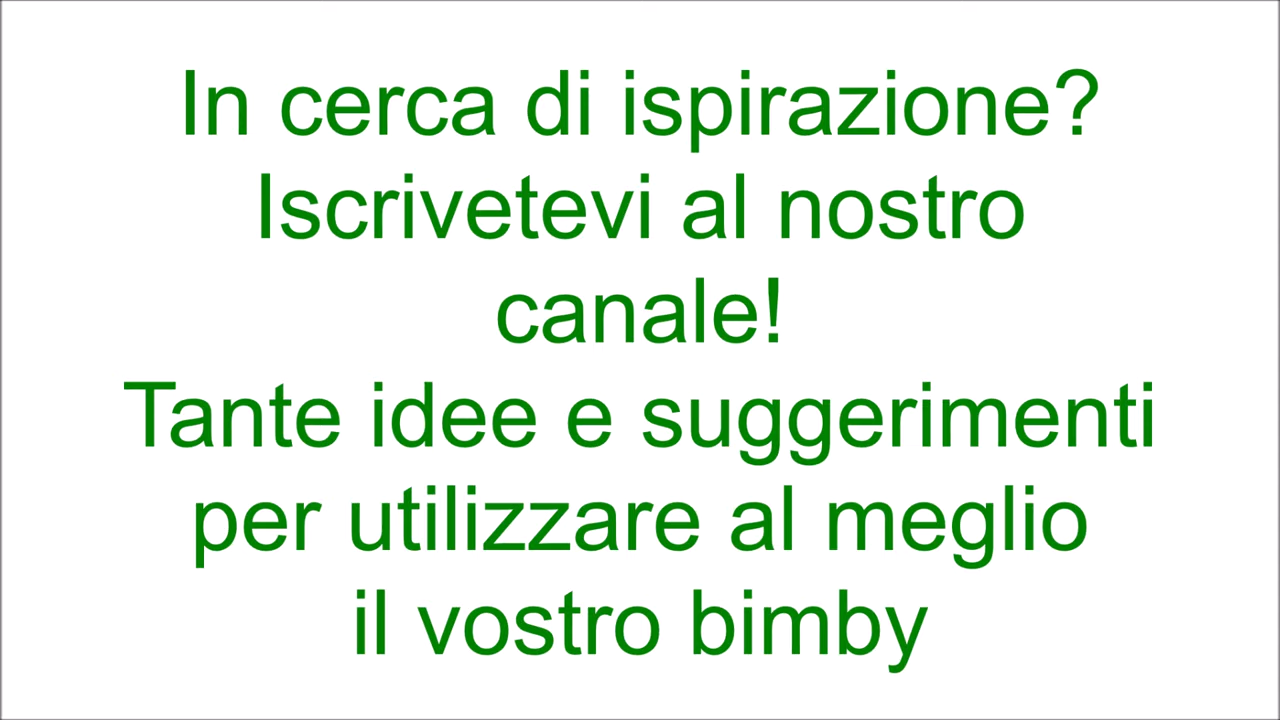 In cerca di ispirazione?
Iscrivetevi al nostro
canale!
Tante idee e suggerimenti
per utilizzare al meglio
il vostro bimby